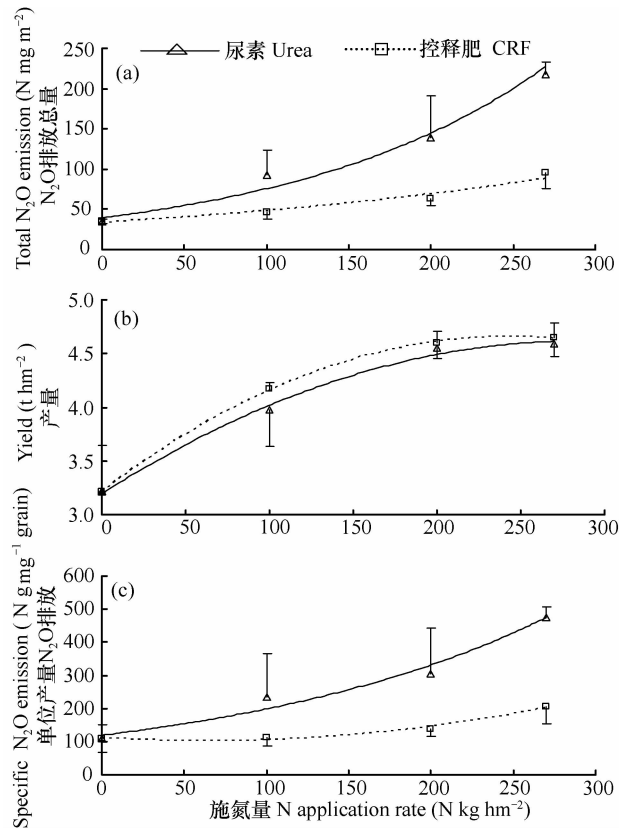 尿素 Urea 控释肥 CRF
(a)
Total N₂O emission (N mg m⁻²)
N₂O排放总量
250
200
150
100
50
0
0 50 100 150 200 250 300
(b)
Yield (t hm⁻²)
产量
5.0
4.5
4.0
3.5
3.0
0 50 100 150 200 250 300
(c)
Specific N₂O emission ( N gmg⁻¹ grain)
单位产量N₂O排放
600
500
400
300
200
100
0
0 50 100 150 200 250 300
施氮量 N application rate (N kg hm⁻²)